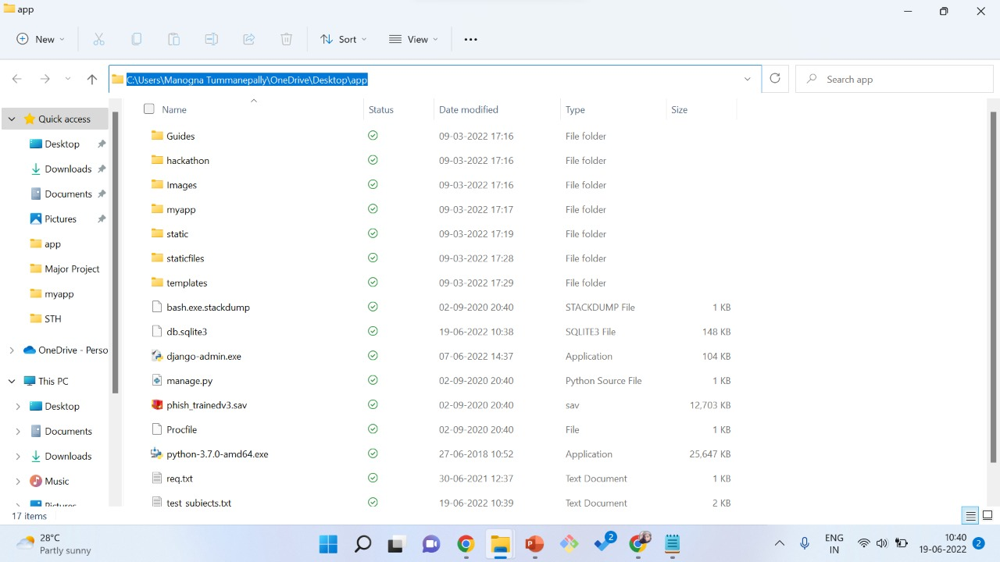 app
New
Sort
View
C:\Users\Manogna Tummanepally\OneDrive\Desktop\app
Search app
Quick access
Desktop
Downloads
Documents
Pictures
app
Major Project
myapp
STH
OneDrive - Perso
This PC
Desktop
Documents
Downloads
Music
Pictures
Name Status Date modified Type Size
Guides 09-03-2022 17:16 File folder
hackathon 09-03-2022 17:16 File folder
Images 09-03-2022 17:16 File folder
myapp 09-03-2022 17:17 File folder
static 09-03-2022 17:19 File folder
staticfiles 09-03-2022 17:28 File folder
templates 09-03-2022 17:29 File folder
bash.exe.stackdump 02-09-2020 20:40 STACKDUMP File 1 KB
db.sqlite3 19-06-2022 10:38 SQLITE3 File 148 KB
django-admin.exe 07-06-2022 14:37 Application 104 KB
manage.py 02-09-2020 20:40 Python Source File 1 KB
phish_trainedv3.sav 02-09-2020 20:40 sav 12,703 KB
Procfile 02-09-2020 20:40 File 1 KB
python-3.7.0-amd64.exe 27-06-2018 10:52 Application 25,647 KB
req.txt 30-06-2021 12:37 Text Document 1 KB
test_subjects.txt 19-06-2022 10:39 Text Document 2 KB
17 items
28°C
Partly sunny
2
ENG
IN
10:40
19-06-2022
2